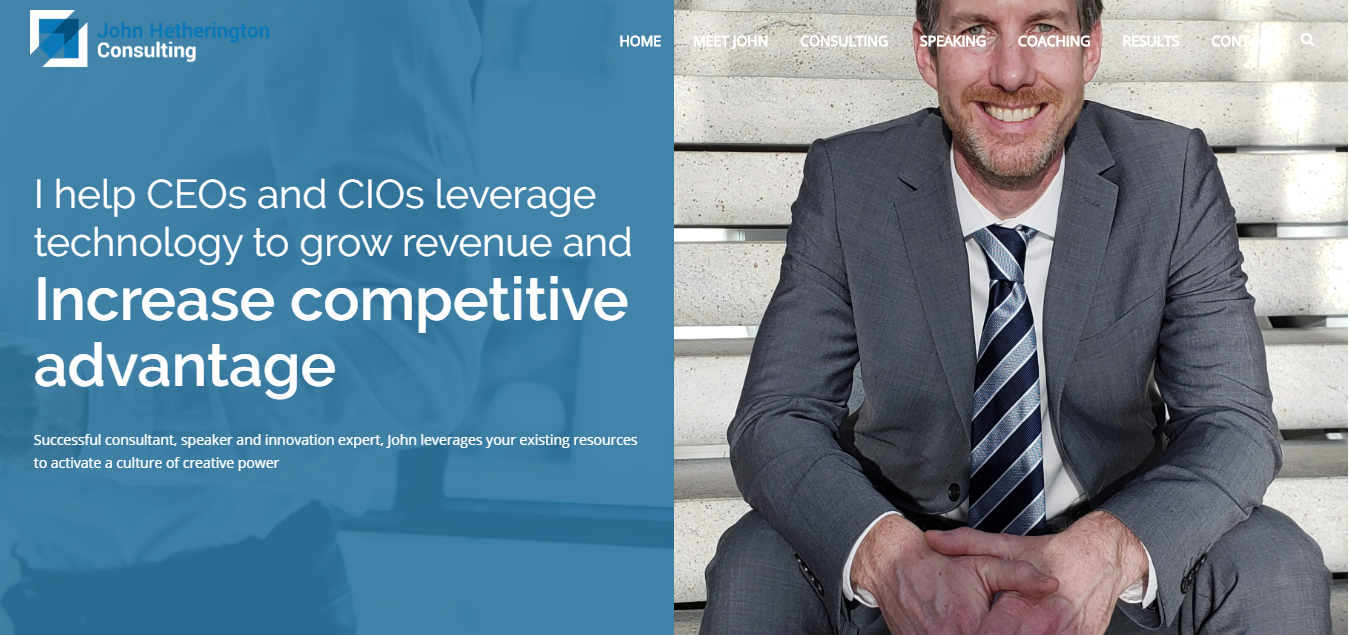 John Hetherington
Consulting
HOME MEET JOHN CONSULTING SPEAKING COACHING RESULTS
I help CEOs and CIOs leverage
technology to grow revenue and
Increase competitive
advantage
Successful consultant, speaker and innovation expert, John leverages your existing resources
to activate a culture of creative power